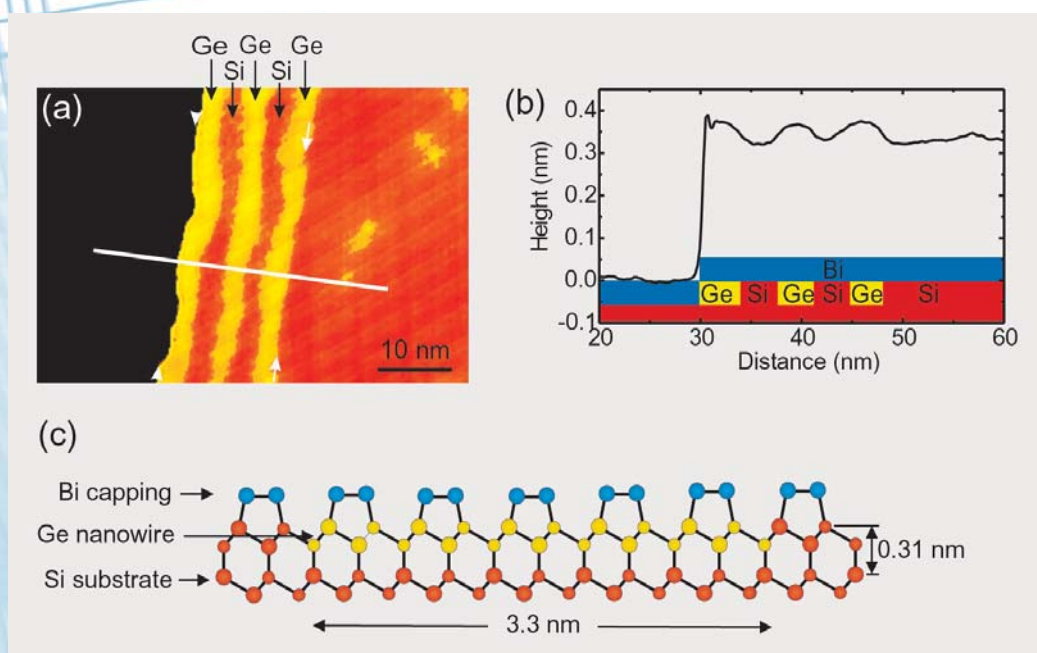 Ge Ge Ge
Si Si
(a)
10 nm
(b)
Height (nm)
0.4
0.3
0.2
0.1
0.0
-0.1
Bi
Ge Si Ge Si Ge Si
20 30 40 50 60
Distance (nm)
(c)
Bi capping
Ge nanowire
Si substrate
0.31 nm
3.3 nm